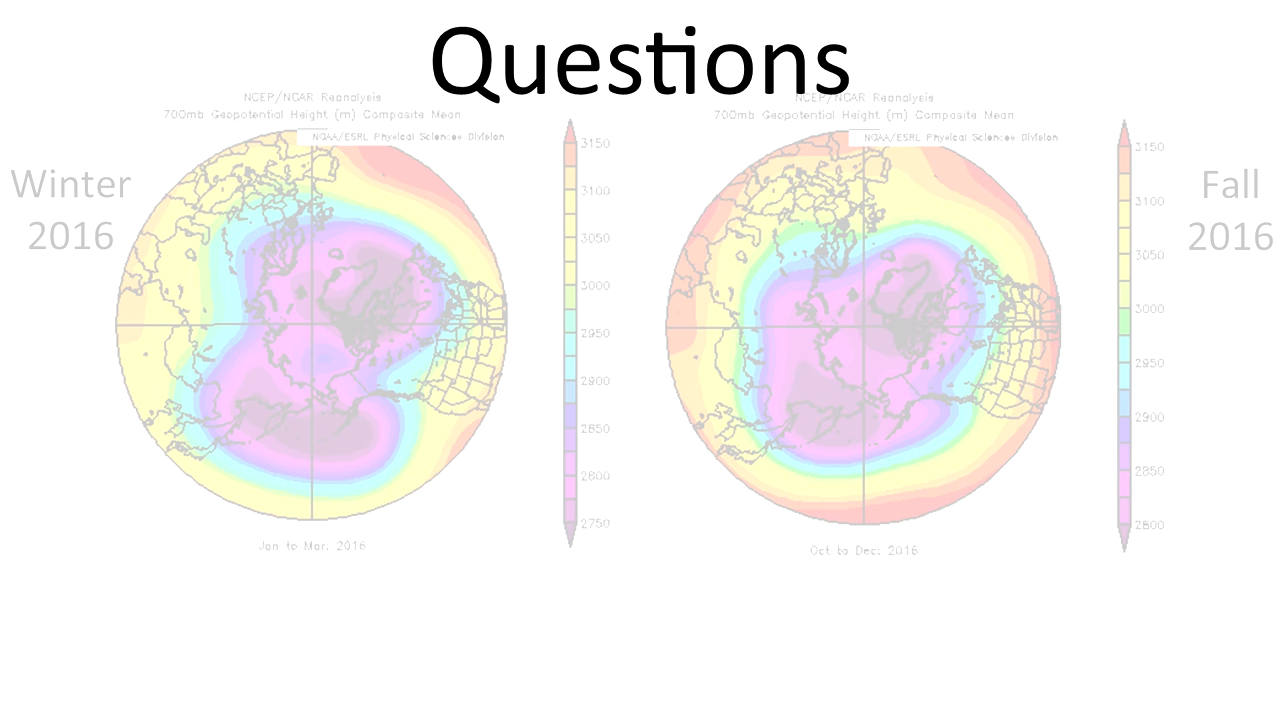 Questions
NCEP/NCAR Reanalysis
700mb Geopotential Height (m) Composite Mean
NOAA/ESRL Physical Sciences Division
Winter
2016
3150
3100
3050
3000
2950
2900
2850
2800
2750
Jan to Mar: 2016
NCEP/NCAR Reanalysis
700mb Geopotential Height (m) Composite Mean
NOAA/ESRL Physical Sciences Division
3150
3100
3050
3000
2950
2900
2850
2800
Oct to Dec: 2016
Fall
2016